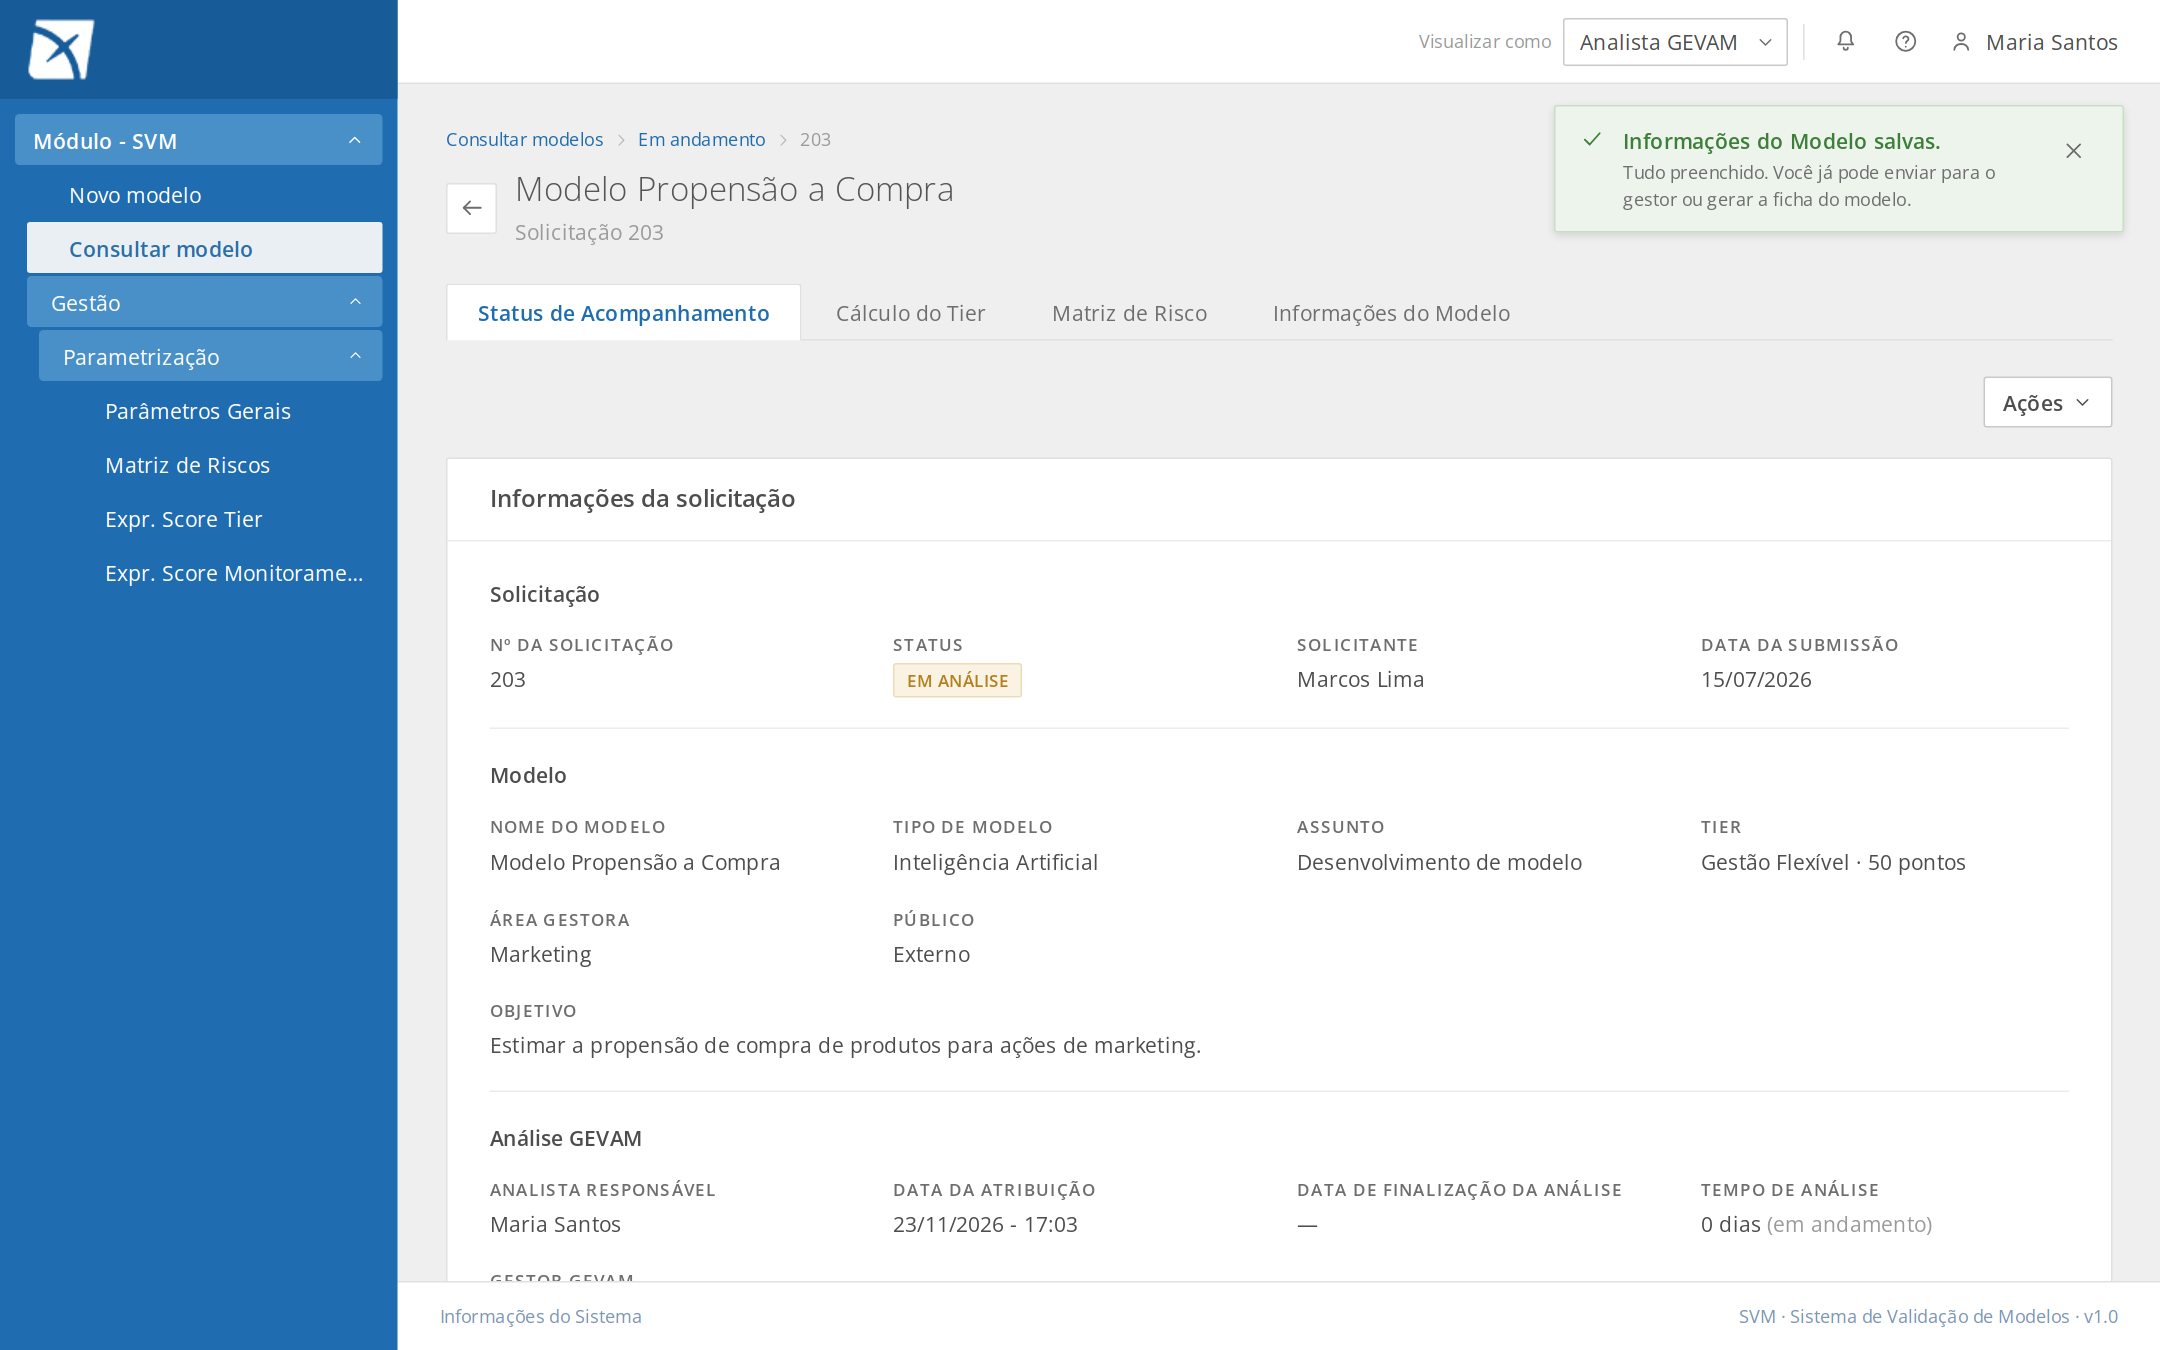 Visualizar como
Analista GEVAM
Maria Santos
Módulo - SVM
Novo modelo
Consultar modelo
Gestão
Parametrização
Parâmetros Gerais
Matriz de Riscos
Expr. Score Tier
Expr. Score Monitorame...
Consultar modelos
Em andamento
203
Modelo Propensão a Compra
Solicitação 203
Informações do Modelo salvas.
Tudo preenchido. Você já pode enviar para o
gestor ou gerar a ficha do modelo.
Status de Acompanhamento
Cálculo do Tier
Matriz de Risco
Informações do Modelo
Ações
Informações da solicitação
Solicitação
Nº DA SOLICITAÇÃO
STATUS
SOLICITANTE
DATA DA SUBMISSÃO
203
EM ANÁLISE
Marcos Lima
15/07/2026
Modelo
NOME DO MODELO
TIPO DE MODELO
ASSUNTO
TIER
Modelo Propensão a Compra
Inteligência Artificial
Desenvolvimento de modelo
Gestão Flexível · 50 pontos
ÁREA GESTORA
PÚBLICO
Marketing
Externo
OBJETIVO
Estimar a propensão de compra de produtos para ações de marketing.
Análise GEVAM
ANALISTA RESPONSÁVEL
DATA DA ATRIBUIÇÃO
DATA DE FINALIZAÇÃO DA ANÁLISE
TEMPO DE ANÁLISE
Maria Santos
23/11/2026 - 17:03
—
0 dias (em andamento)
GESTOR GEVAM
Informações do Sistema
SVM · Sistema de Validação de Modelos · v1.0